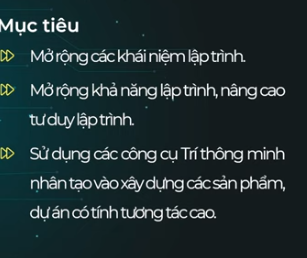 Mục tiêu
Mở rộng các khái niệm lập trình.
Mở rộng khả năng lập trình, nâng cao
tư duy lập trình.
Sử dụng các công cụ Trí thông minh
nhân tạo vào xây dựng các sản phẩm,
dự án có tính tương tác cao.